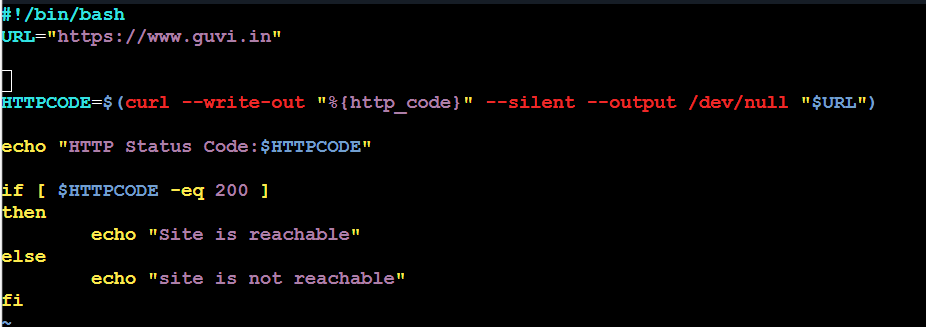 #!/bin/bash
URL="https://www.guvi.in"
HTTPCODE=$(curl --write-out "%{http_code}" --silent --output /dev/null "$URL")
echo "HTTP Status Code:$HTTPCODE"
if [ $HTTPCODE -eq 200 ]
then
        echo "Site is reachable"
else
        echo "site is not reachable"
fi
~